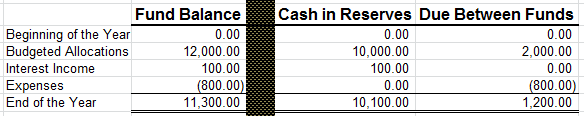 Fund Balance Cash in Reserves Due Between Funds
Beginning of the Year 0.00 0.00 0.00
Budgeted Allocations 12,000.00 10,000.00 2,000.00
Interest Income 100.00 100.00 0.00
Expenses (800.00) 0.00 (800.00)
End of the Year 11,300.00 10,100.00 1,200.00